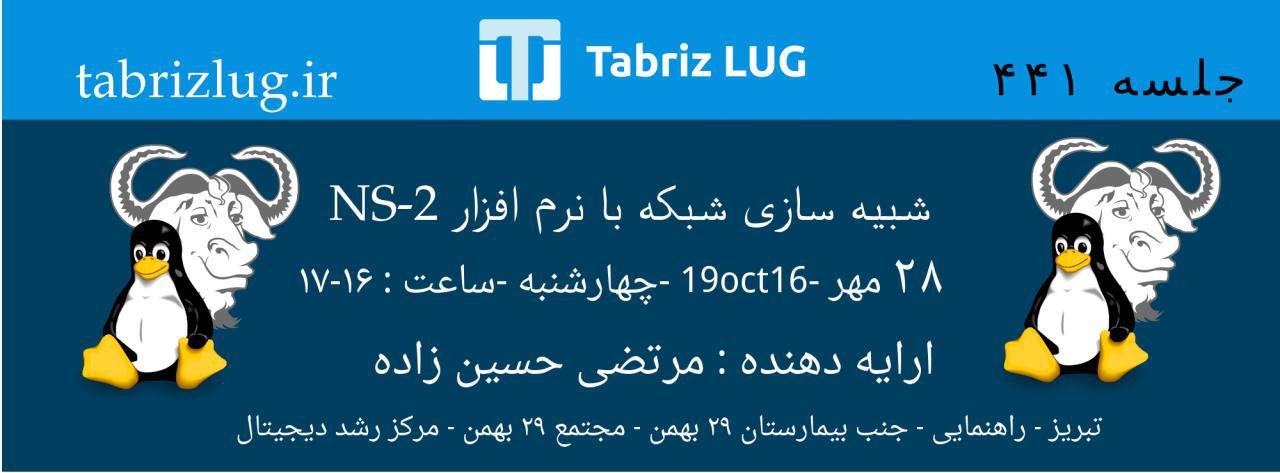 tabrizlug.ir
Tabriz LUG
جلسه ۴۴۱
شبیه سازی شبکه با نرم افزار NS-2
۲۸ مهر -19oct16 -چهارشنبه -ساعت : ۱۶-۱۷
ارایه دهنده : مرتضی حسین زاده
تبریز - راهنمایی - جنب بیمارستان ۲۹ بهمن - مجتمع ۲۹ بهمن - مرکز رشد دیجیتال